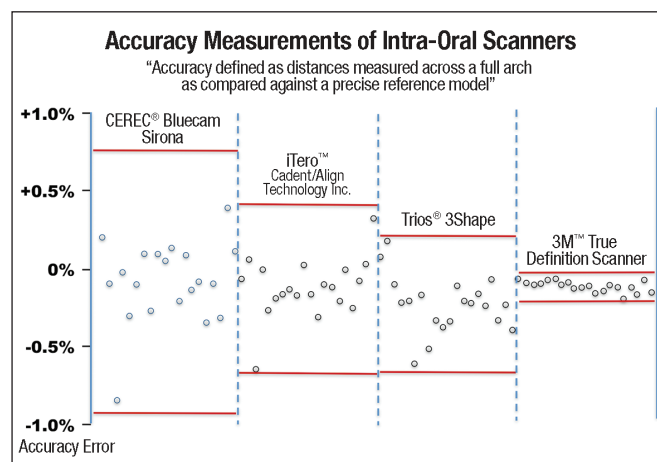 Accuracy Measurements of Intra-Oral Scanners
“Accuracy defined as distances measured across a full arch
as compared against a precise reference model”
+1.0%
CEREC® Bluecam
Sirona
iTero™
Cadent/Align
Technology Inc.
+0.5%
Trios® 3Shape
3M™ True
Definition Scanner
0%
-0.5%
-1.0%
Accuracy Error